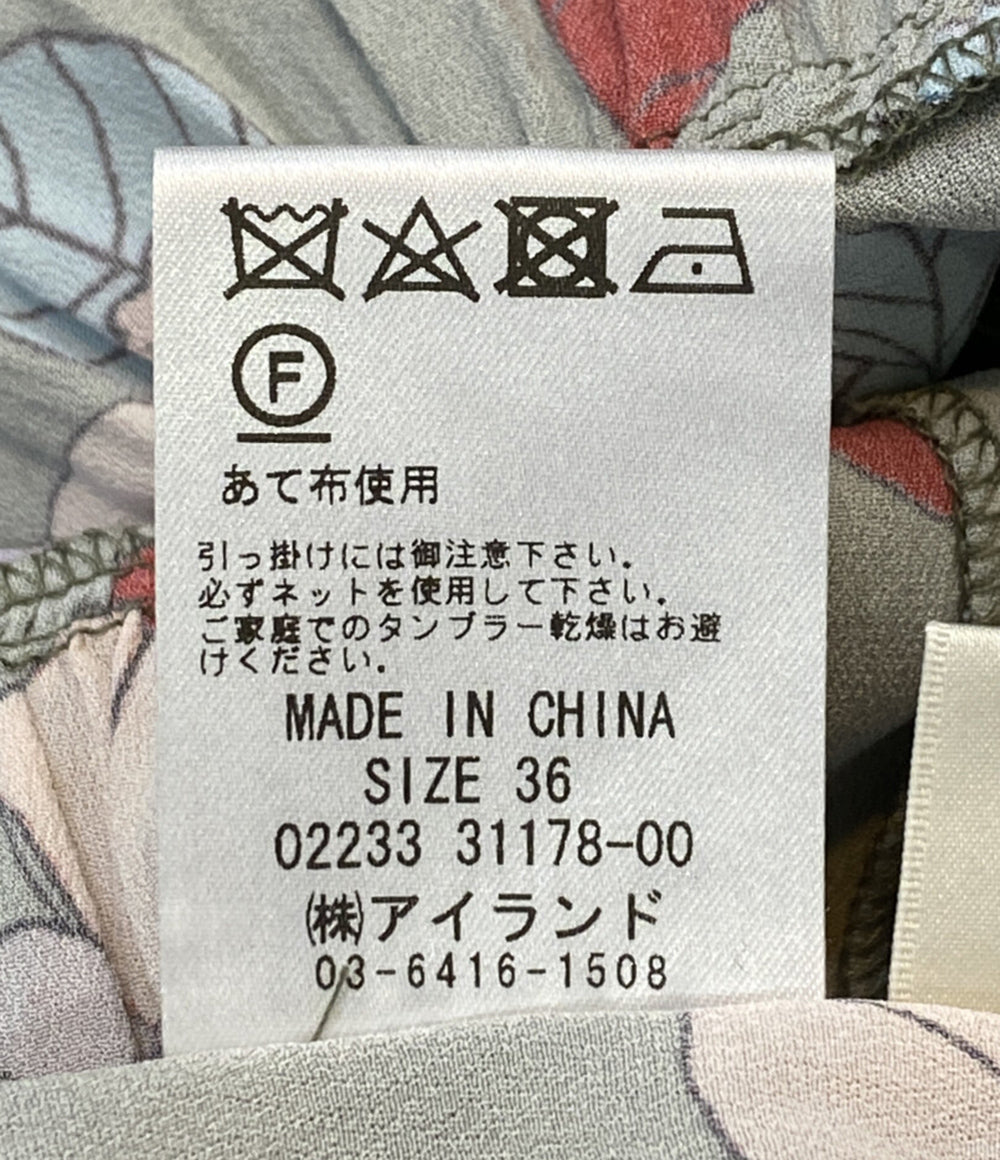 F
あて布使用
引っ掛けには御注意下さい。
必ずネットを使用して下さい。
ご家庭でのタンブラー乾燥はお避
けください。
MADE IN CHINA
SIZE 36
02233 31178-00
㈱アイランド
03-6416-1508